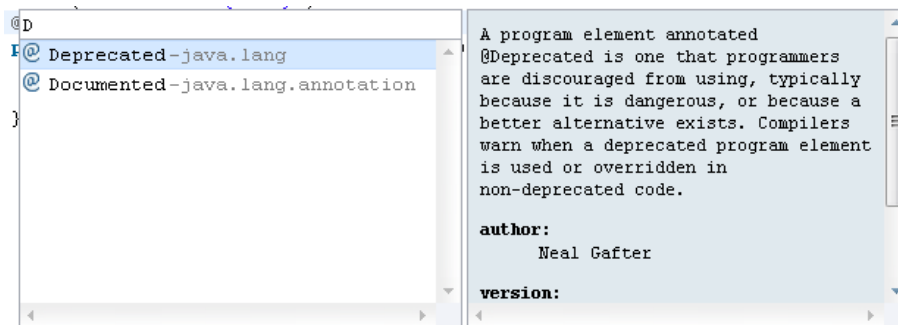 @D
@ Deprecated-java.lang
@ Documented-java.lang.annotation
}
A program element annotated
@Deprecated is one that programmers
are discouraged from using, typically
because it is dangerous, or because a
better alternative exists. Compilers
warn when a deprecated program element
is used or overridden in
non-deprecated code.
author:
Neal Gafter
version: